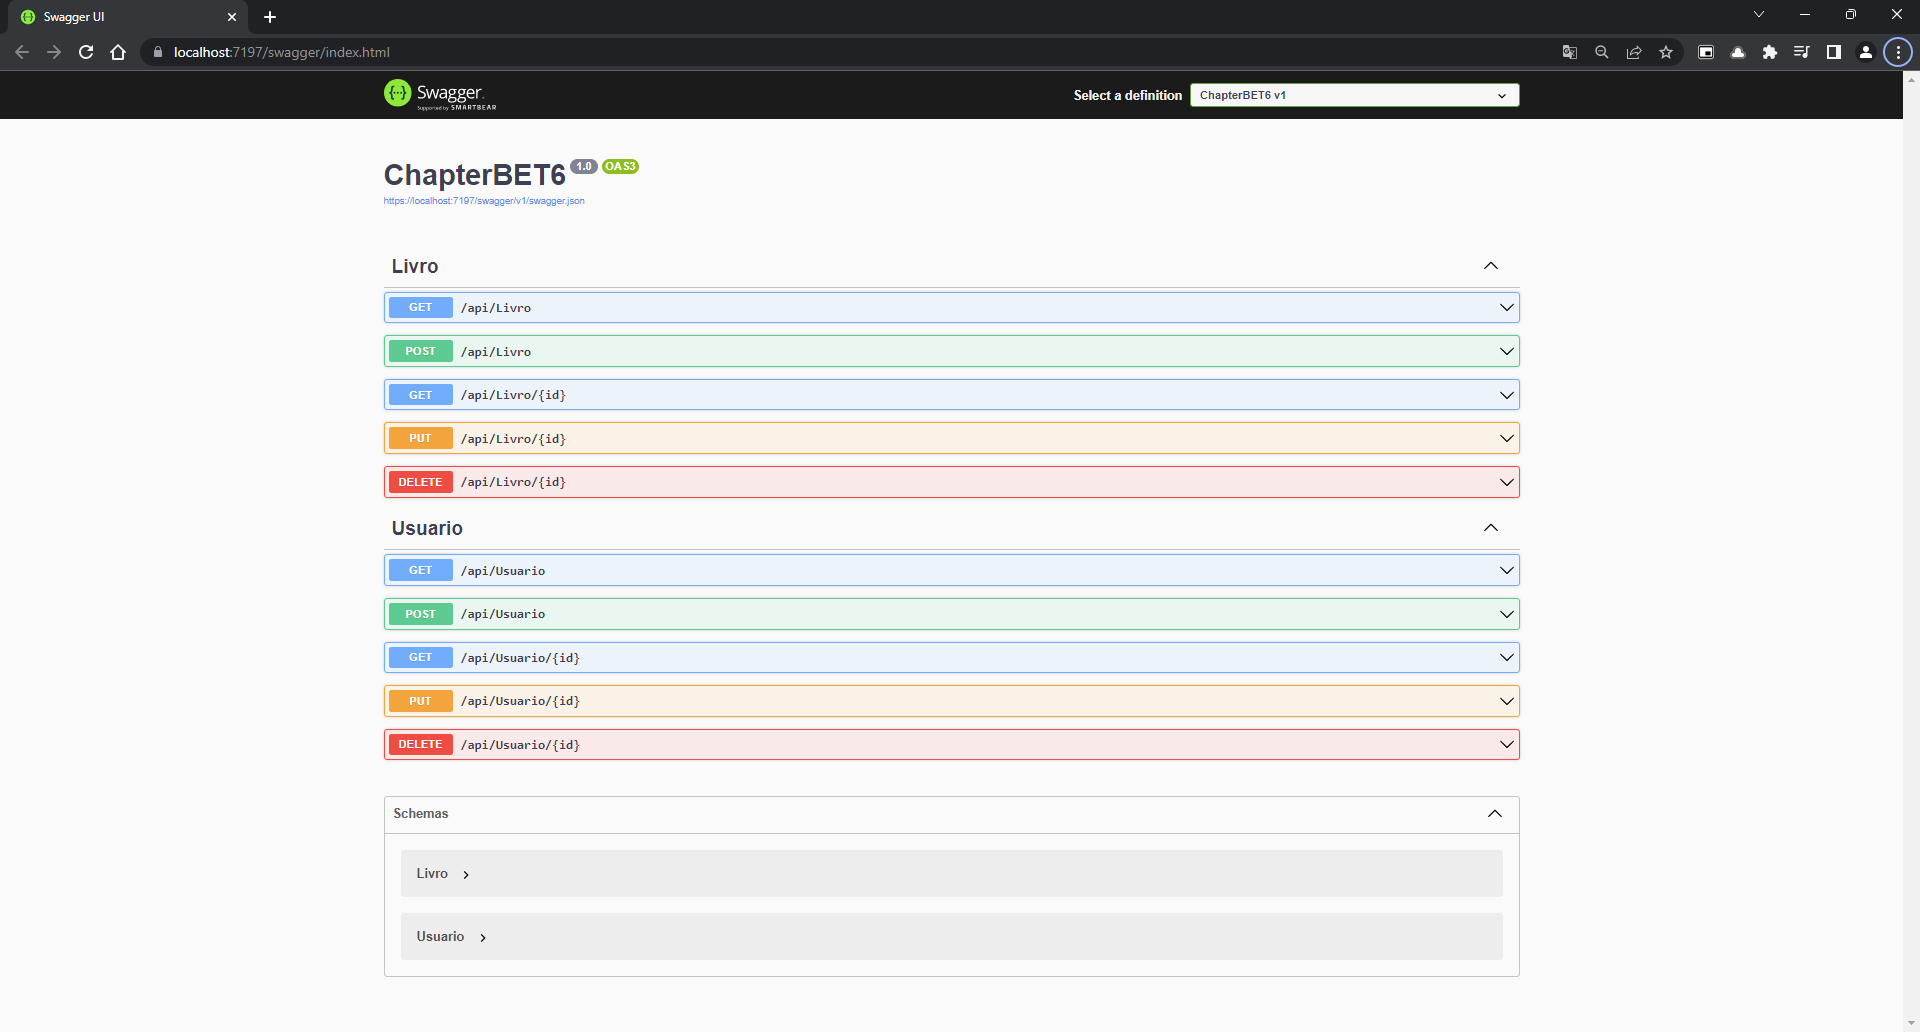 Swagger UI
localhost:7197/swagger/index.html
Swagger.
Supported by SMARTBEAR
Select a definition
ChapterBET6 v1
ChapterBET6 1.0 OAS3
https://localhost:7197/swagger/v1/swagger.json
Livro
GET /api/Livro
POST /api/Livro
GET /api/Livro/{id}
PUT /api/Livro/{id}
DELETE /api/Livro/{id}
Usuario
GET /api/Usuario
POST /api/Usuario
GET /api/Usuario/{id}
PUT /api/Usuario/{id}
DELETE /api/Usuario/{id}
Schemas
Livro
Usuario